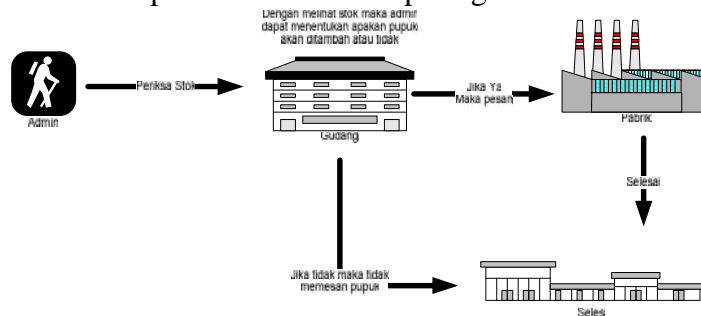 Dengan melihat stok maka admin
dapat menentukan apakan pupuk
akan ditambah atau tidak
Periksa Stok
Admin
Gudang
Jika Ya
Maka pesan
Pabrik
Selesai
Jika tidak maka tidak
memesan pupuk
Seles